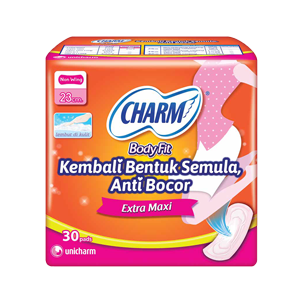 Non Wing
23cm
CHARM
Body Fit
Kembali Bentuk Semula,
Anti Bocor
Extra Maxi
30 pads
unicharm